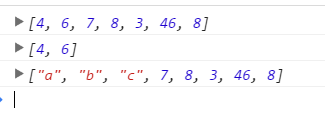 [4, 6, 7, 8, 3, 46, 8]
[4, 6]
["a", "b", "c", 7, 8, 3, 46, 8]